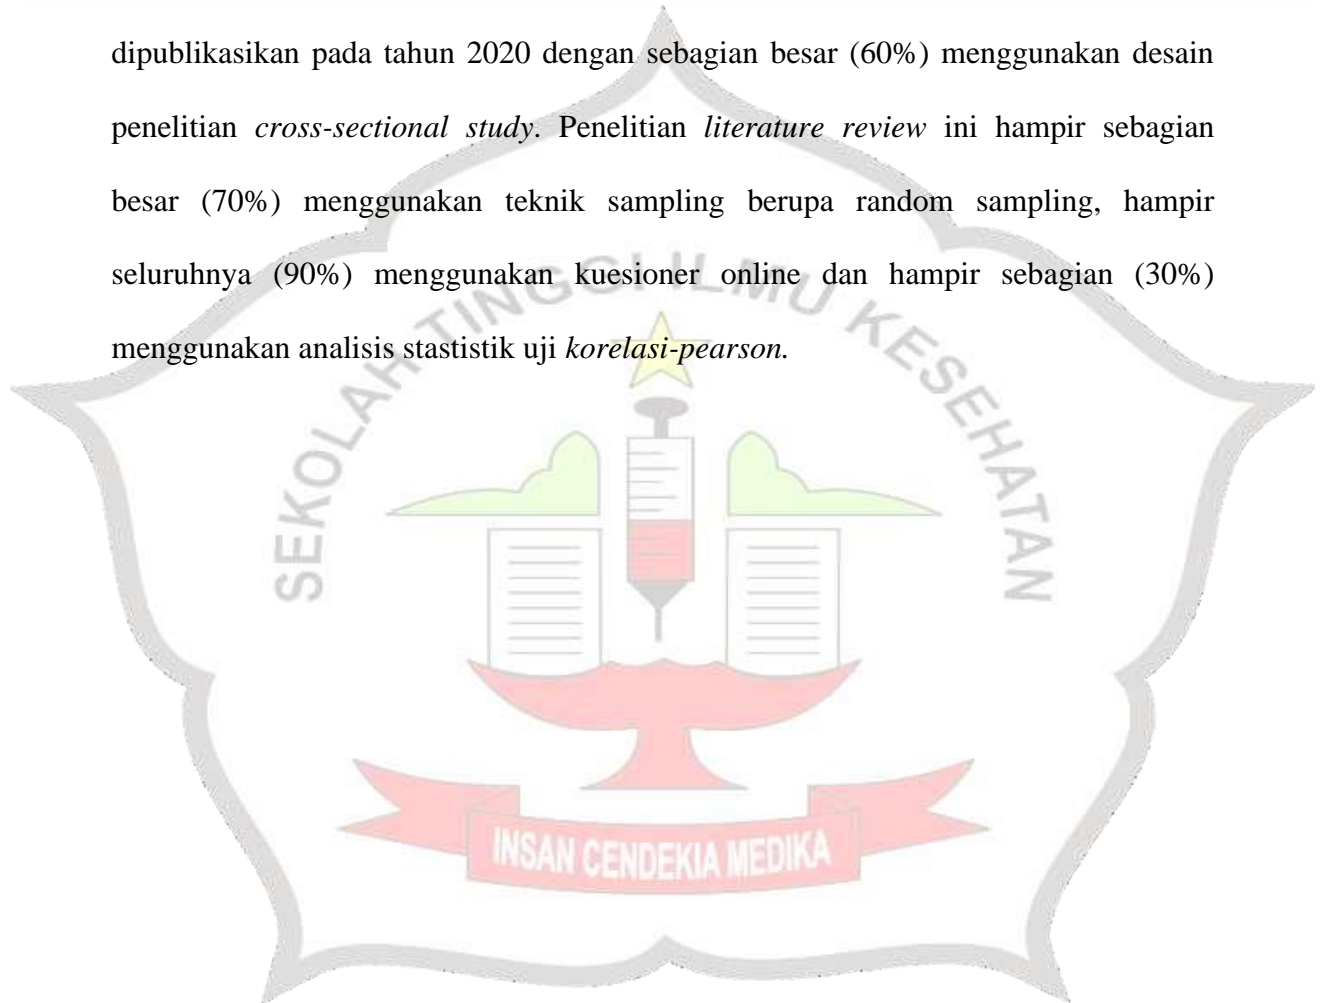 dipublikasikan pada tahun 2020 dengan sebagian besar (60%) menggunakan desain
penelitian cross-sectional study. Penelitian literature review ini hampir sebagian
besar (70%) menggunakan teknik sampling berupa random sampling, hampir
seluruhnya (90%) menggunakan kuesioner online dan hampir sebagian (30%)
menggunakan analisis stastistik uji korelasi-pearson.
SEKOLAH TINGGI ILMU KESEHATAN
INSAN CENDEKIA MEDIKA